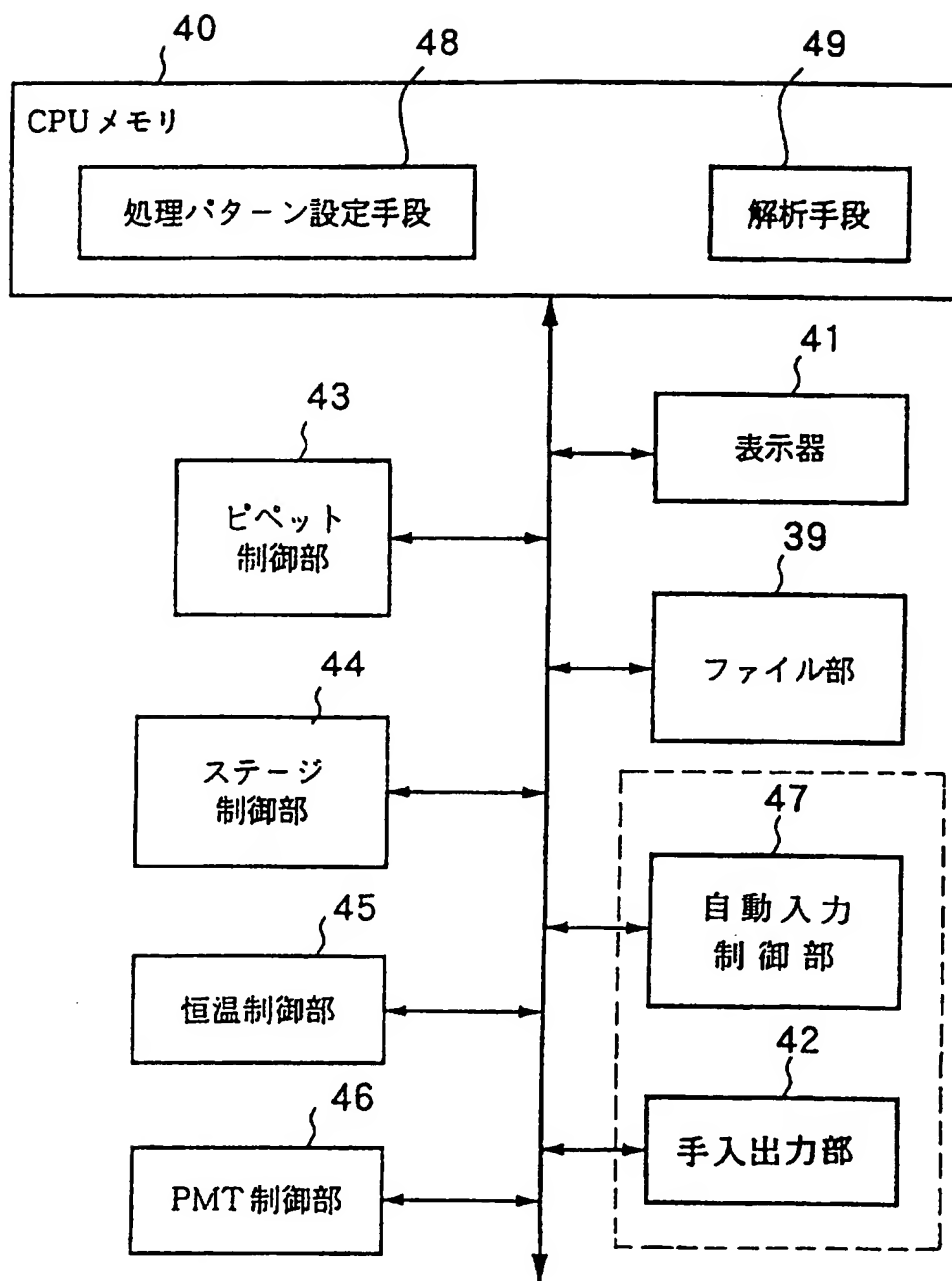 40
48
49
CPUメモリ
処理パターン設定手段
解析手段
41
表示器
43
ピペット
制御部
39
ファイル部
44
ステージ
制御部
47
自動入力
制御部
45
恒温制御部
42
手入出力部
46
PMT制御部